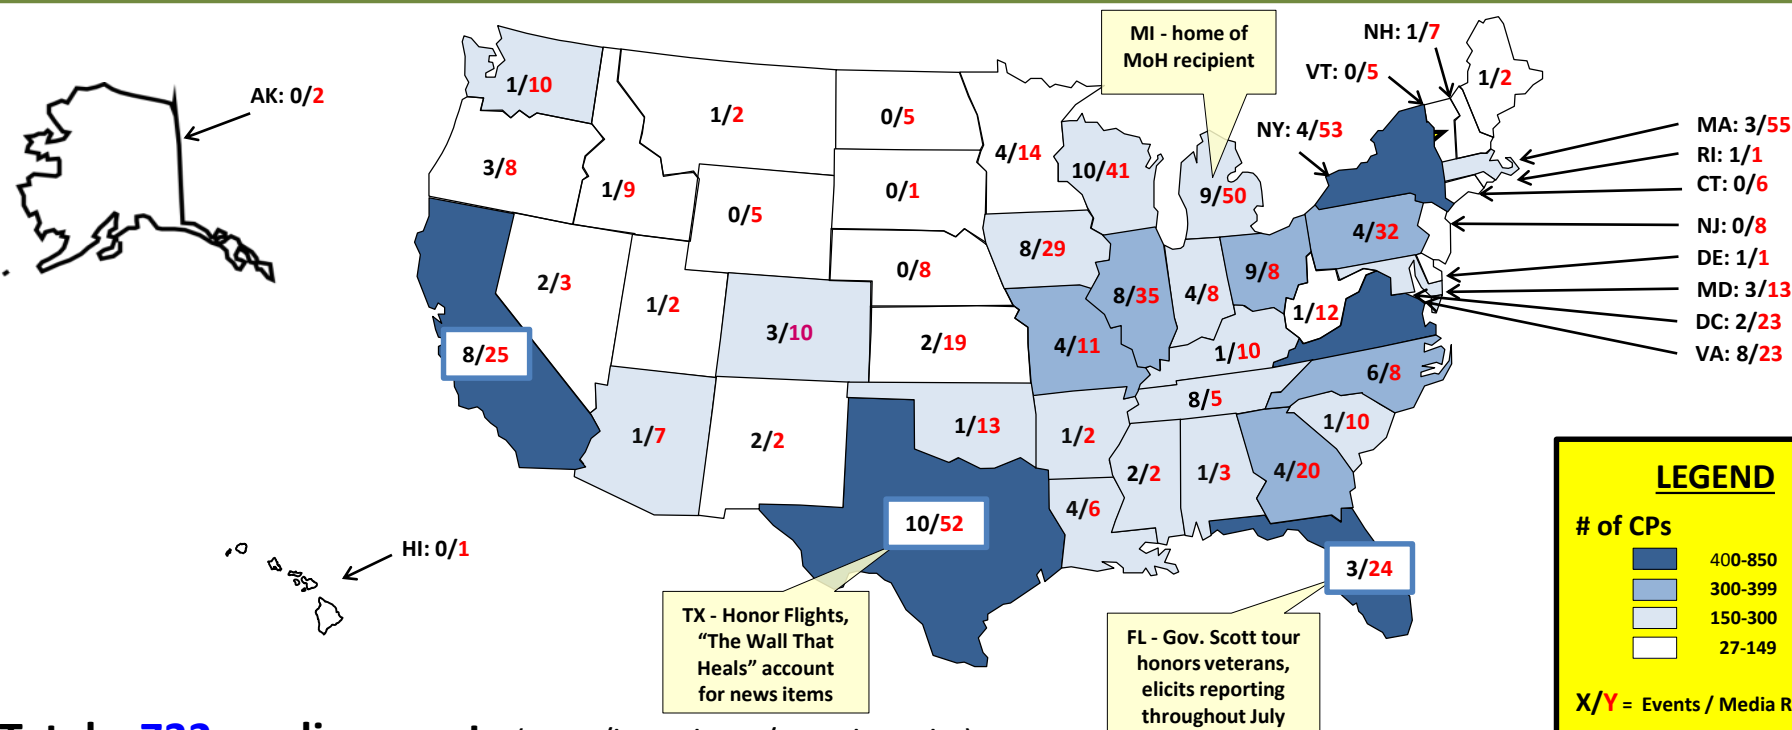 MI - home of
MoH recipient
NH: 1/7
VT: 0/5
1/2
AK: 0/2
1/10
1/2
0/5
4/14
10/41
9/50
NY: 4/53
MA: 3/55
RI: 1/1
CT: 0/6
NJ: 0/8
DE: 1/1
MD: 3/13
DC: 2/23
VA: 8/23
3/8
1/9
0/5
0/1
8/29
4/32
2/3
1/2
0/8
8/35
4/8
9/8
1/12
8/25
3/10
2/19
4/11
1/10
6/8
8/5
1/7
2/2
1/13
1/2
2/2
1/3
4/20
1/10
10/52
4/6
3/24
HI: 0/1
TX - Honor Flights,
“The Wall That
Heals” account
for news items
FL - Gov. Scott tour
honors veterans,
elicits reporting
throughout July
LEGEND
# of CPs
400-850
300-399
150-300
27-149
X/Y = Events / Media R